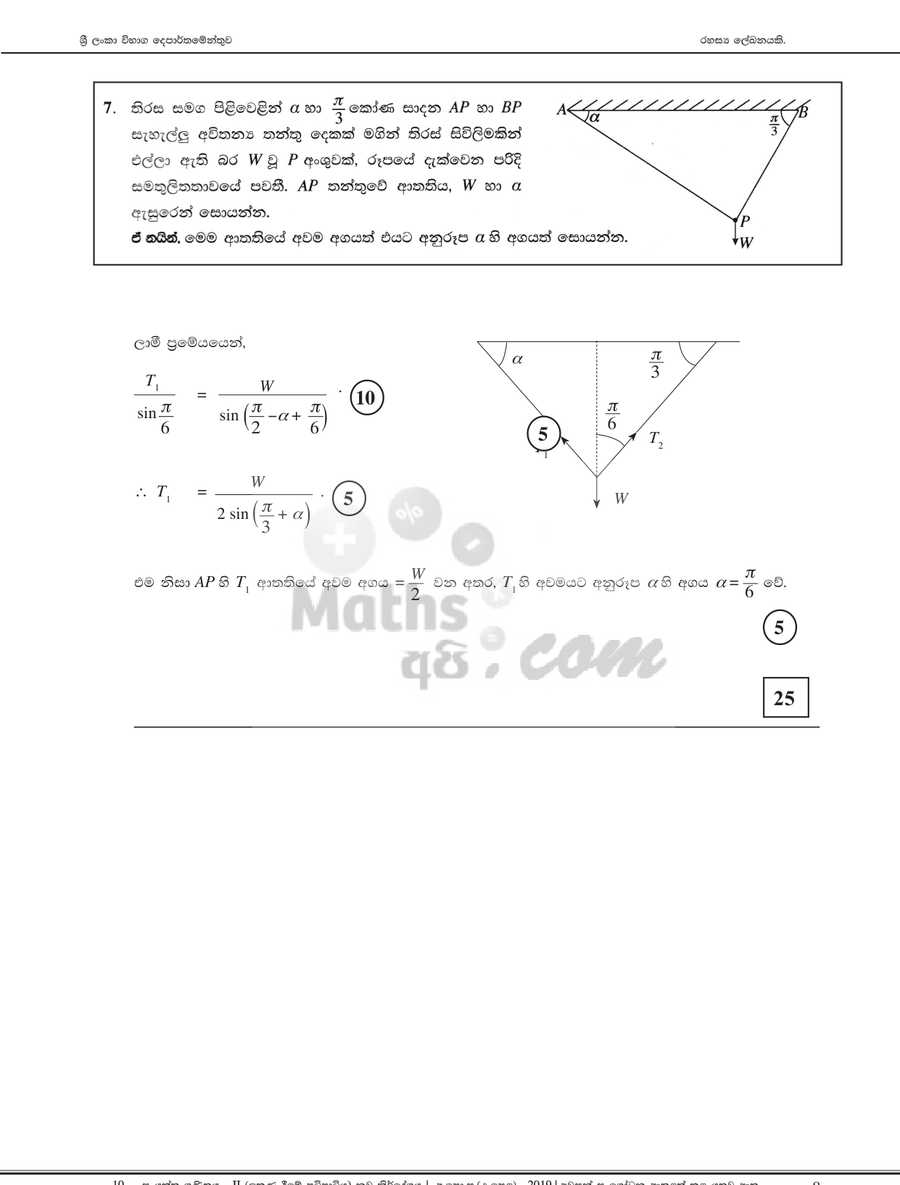 ශ්‍රී ලංකා විභාග දෙපාර්තමේන්තුව
රහස්‍ය ලේඛනයකි.
7. තිරස සමග පිළිවෙළින් α හා π/3 කෝණ සාදන AP හා BP
සැහැල්ලු අවිතන්‍ය තන්තු දෙකක් මගින් තිරස් සිවිලිමකින්
එල්ලා ඇති බර W වූ P අංශුවක්, රූපයේ දැක්වෙන පරිදි
සමතුලිතතාවයේ පවතී. AP තන්තුවේ ආතතිය, W හා α
ඇසුරෙන් සොයන්න.
ඒ නයින්, මෙම ආතතියේ අවම අගයත් එයට අනුරූප α හි අගයත් සොයන්න.
A α π/3 B
P
W
ලාමී ප්‍රමේයයෙන්,
T₁/sin π/6 = W/sin (π/2 − α + π/6) . 10
α π/3
π/6
5 T₂
W
∴ T₁ = W/2 sin (π/3 + α) . 5
එම නිසා AP හි T₁ ආතතියේ අවම අගය = W/2 වන අතර, T₁ හි අවමයට අනුරූප α හි අගය α = π/6 වේ.
5
Maths
අපි . com
25